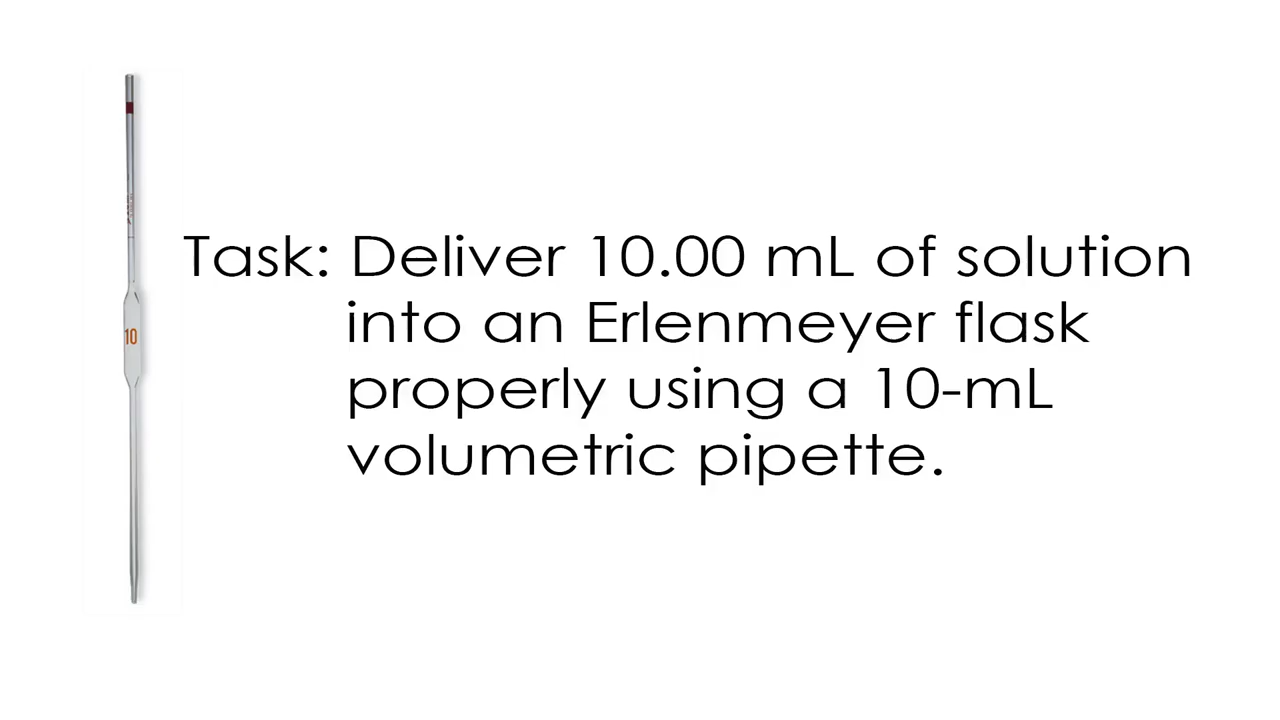 10
Task: Deliver 10.00 mL of solution
into an Erlenmeyer flask
properly using a 10-mL
volumetric pipette.